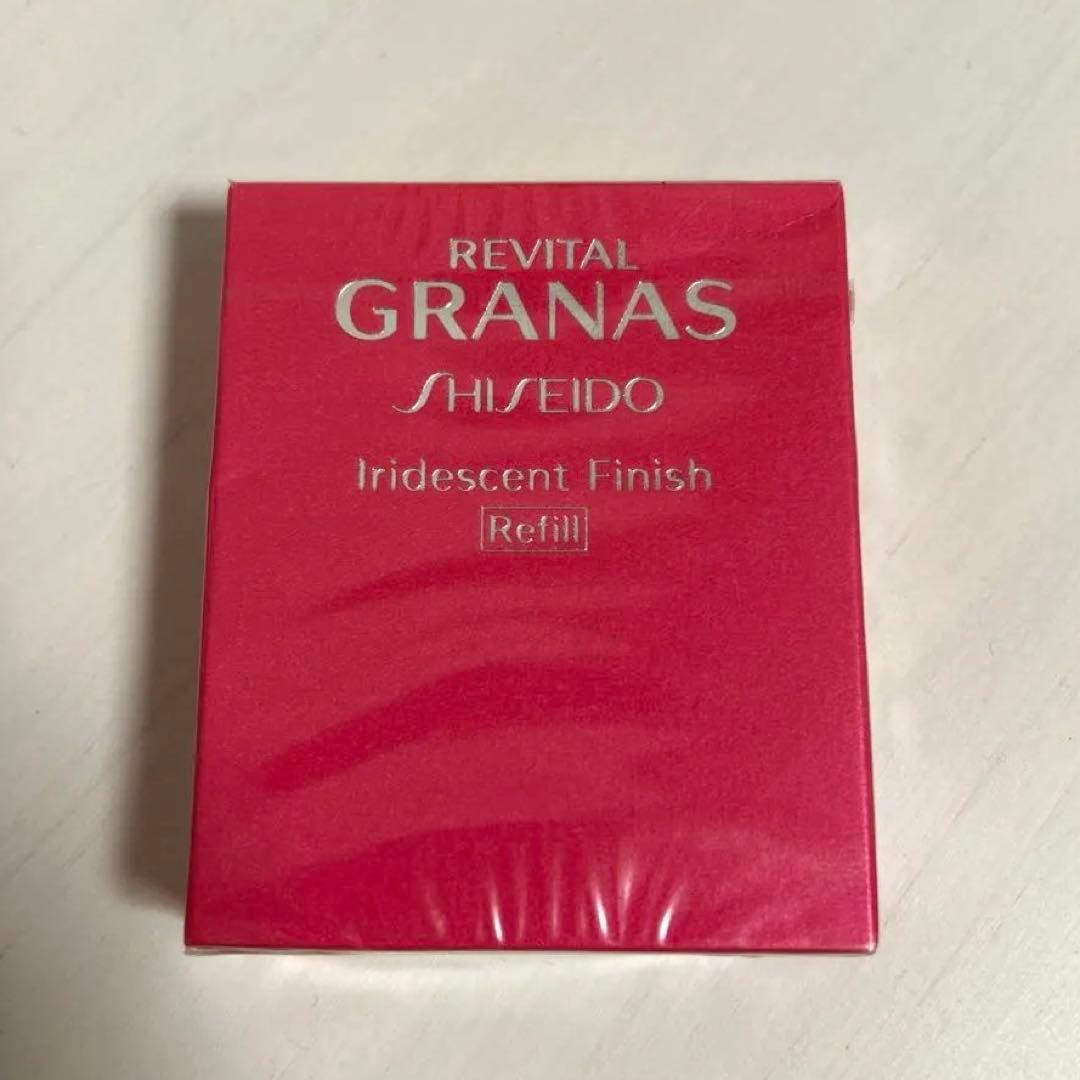 REVITAL
GRANAS
SHISEIDO
Iridescent Finish
Refill